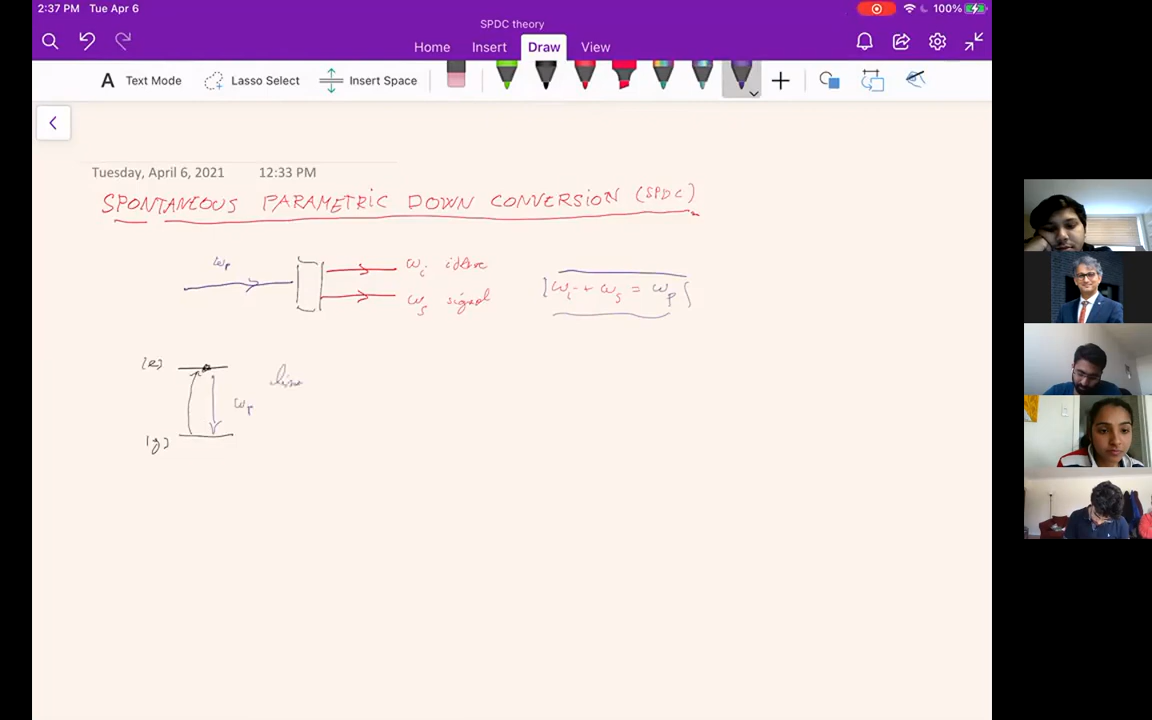 2:37 PM Tue Apr 6 100%
SPDC theory
Home Insert Draw View
Text Mode Lasso Select Insert Space
Tuesday, April 6, 2021 12:33 PM
SPONTANEOUS PARAMETRIC DOWN CONVERSION (SPDC)
ωp ωi idler
ωs signal
ωi + ωs = ωp
|e⟩
line
ωp
|g⟩